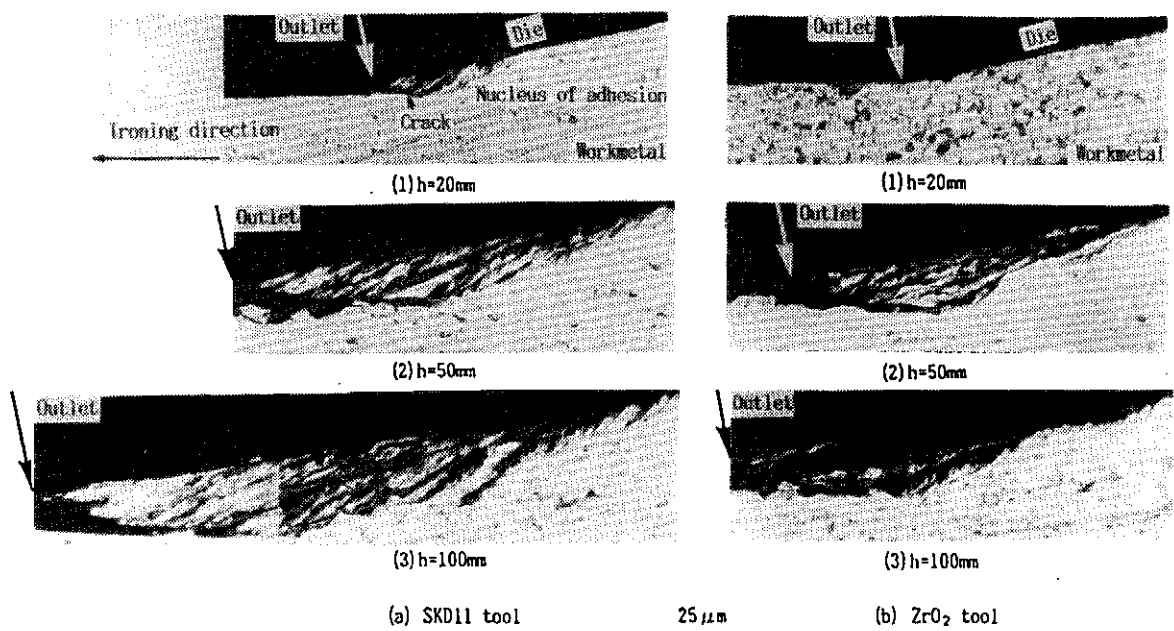 Outlet
Die
Nucleus of adhesion
Crack
Ironing direction
Workmetal
(1) h=20mm
Outlet
Die
Workmetal
(1) h=20mm
Outlet
(2) h=50mm
Outlet
(2) h=50mm
Outlet
(3) h=100mm
Outlet
(3) h=100mm
(a) SKD11 tool
25μm
(b) ZrO₂ tool